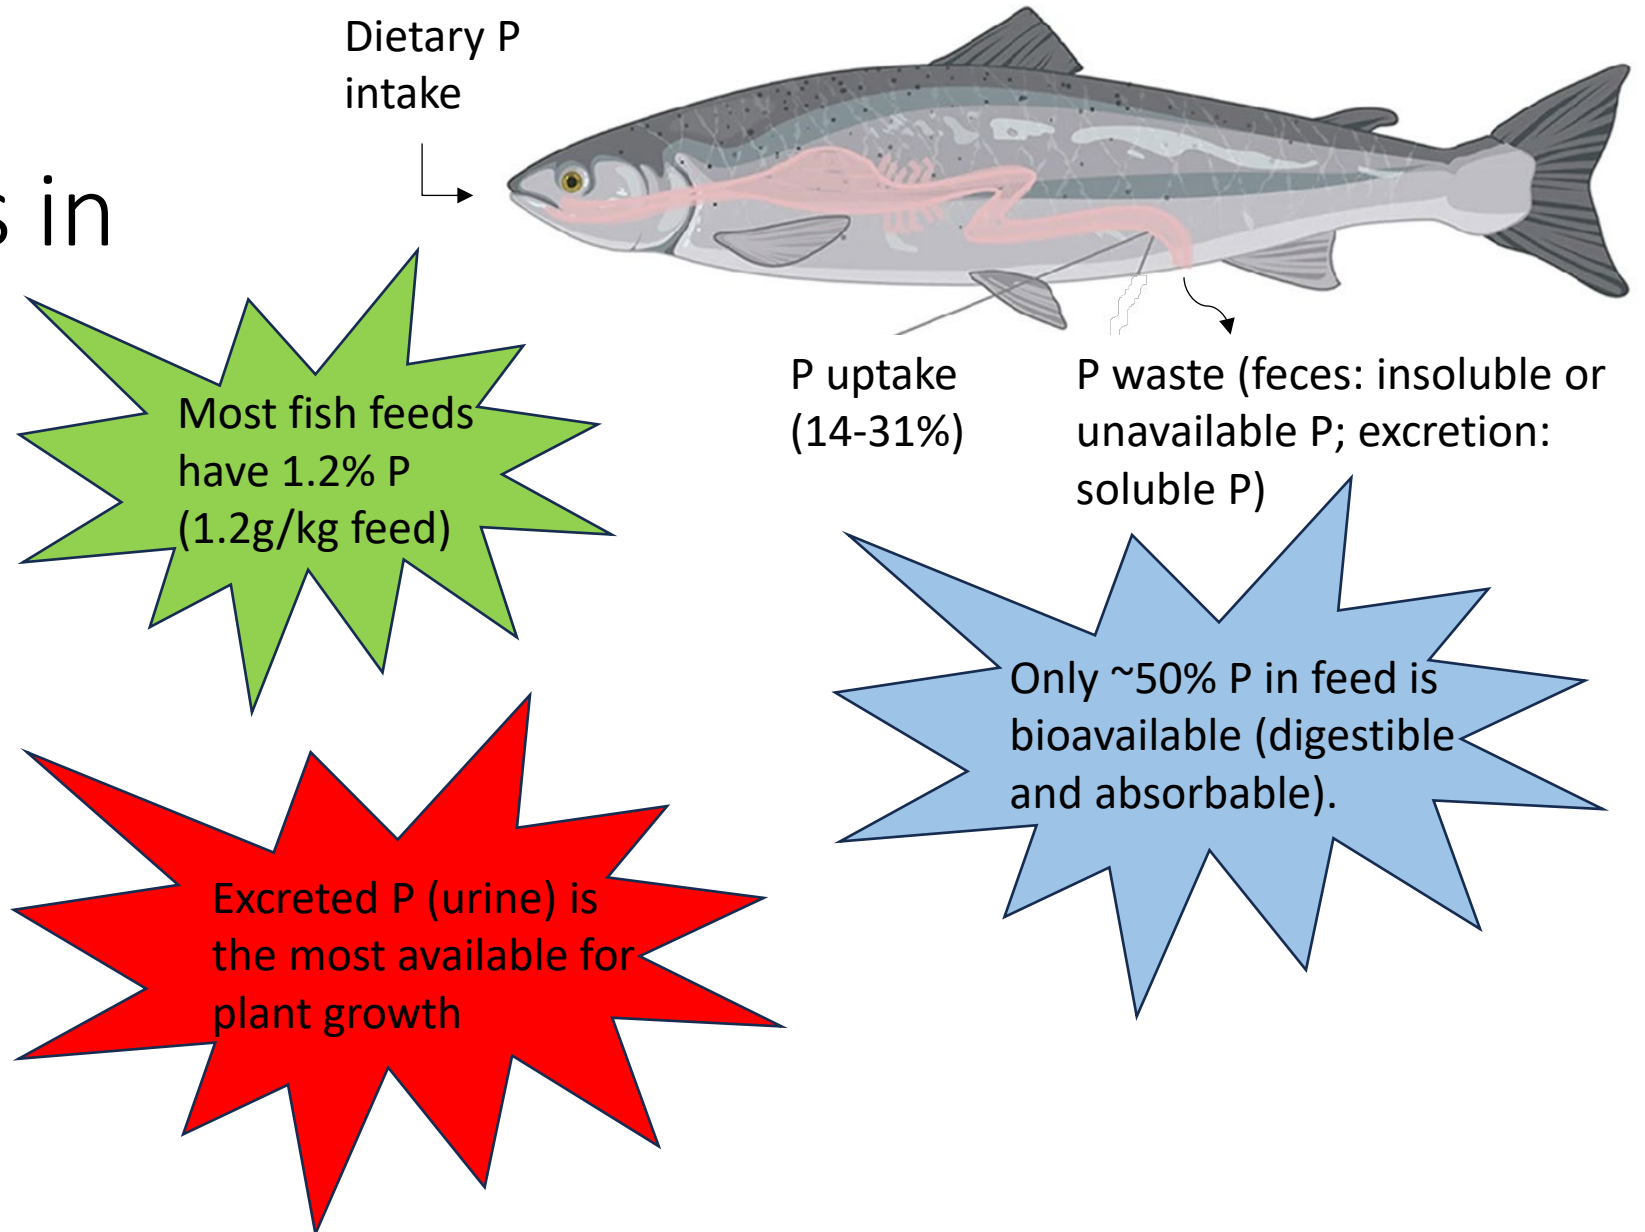 Dietary P
intake
s in
Most fish feeds
have 1.2% P
(1.2g/kg feed)
P uptake
(14-31%)
P waste (feces: insoluble or
unavailable P; excretion:
soluble P)
Only ~50% P in feed is
bioavailable (digestible
and absorbable).
Excreted P (urine) is
the most available for
plant growth